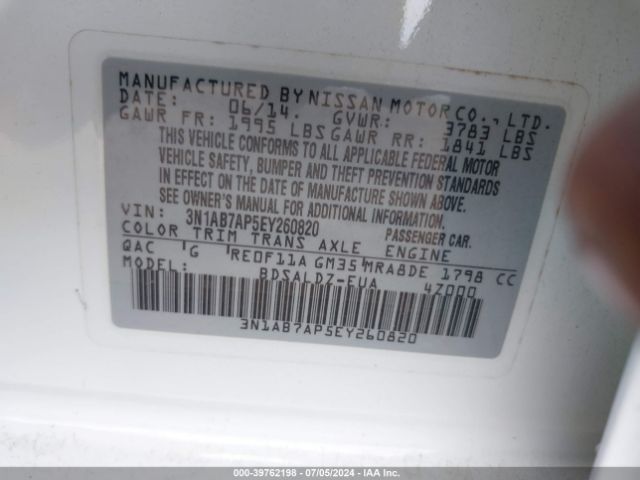 MANUFACTURED BY NISSAN MOTOR CO., LTD.
DATE: 06/14. GVWR: 3783 LBS
GAWR FR: 1995 LBS GAWR RR: 1841 LBS
THIS VEHICLE CONFORMS TO ALL APPLICABLE FEDERAL MOTOR
VEHICLE SAFETY, BUMPER AND THEFT PREVENTION STANDARDS
IN EFFECT ON THE DATE OF MANUFACTURE SHOWN ABOVE.
SEE OWNER'S MANUAL FOR ADDITIONAL INFORMATION.
VIN: 3N1AB7AP5EY260820 PASSENGER CAR.
COLOR TRIM TRANS AXLE ENGINE
QAC G RE0F11A GM35 MRA8DE 1798 CC
BDSALDZ-EUA 4Z000
3N1AB7AP5EY260820
000-39762198 - 07/05/2024 - IAA Inc.